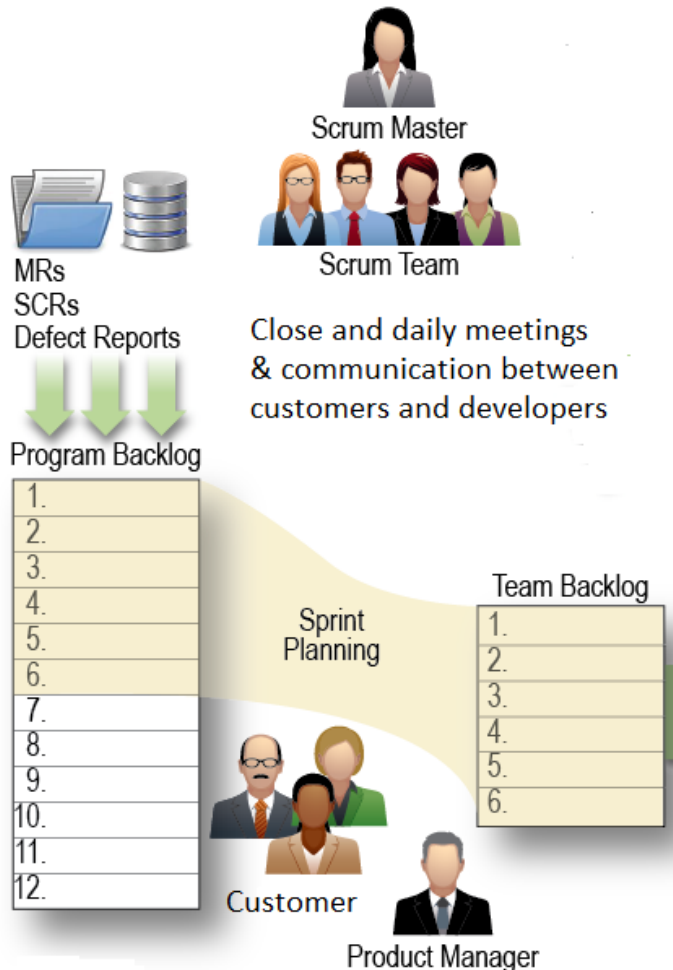 Scrum Master
Scrum Team
MRs
SCRs
Defect Reports
Close and daily meetings
& communication between
customers and developers
Program Backlog
1.
2.
3.
4.
5.
6.
7.
8.
9.
10.
11.
12.
Sprint
Planning
Team Backlog
1.
2.
3.
4.
5.
6.
Customer
Product Manager